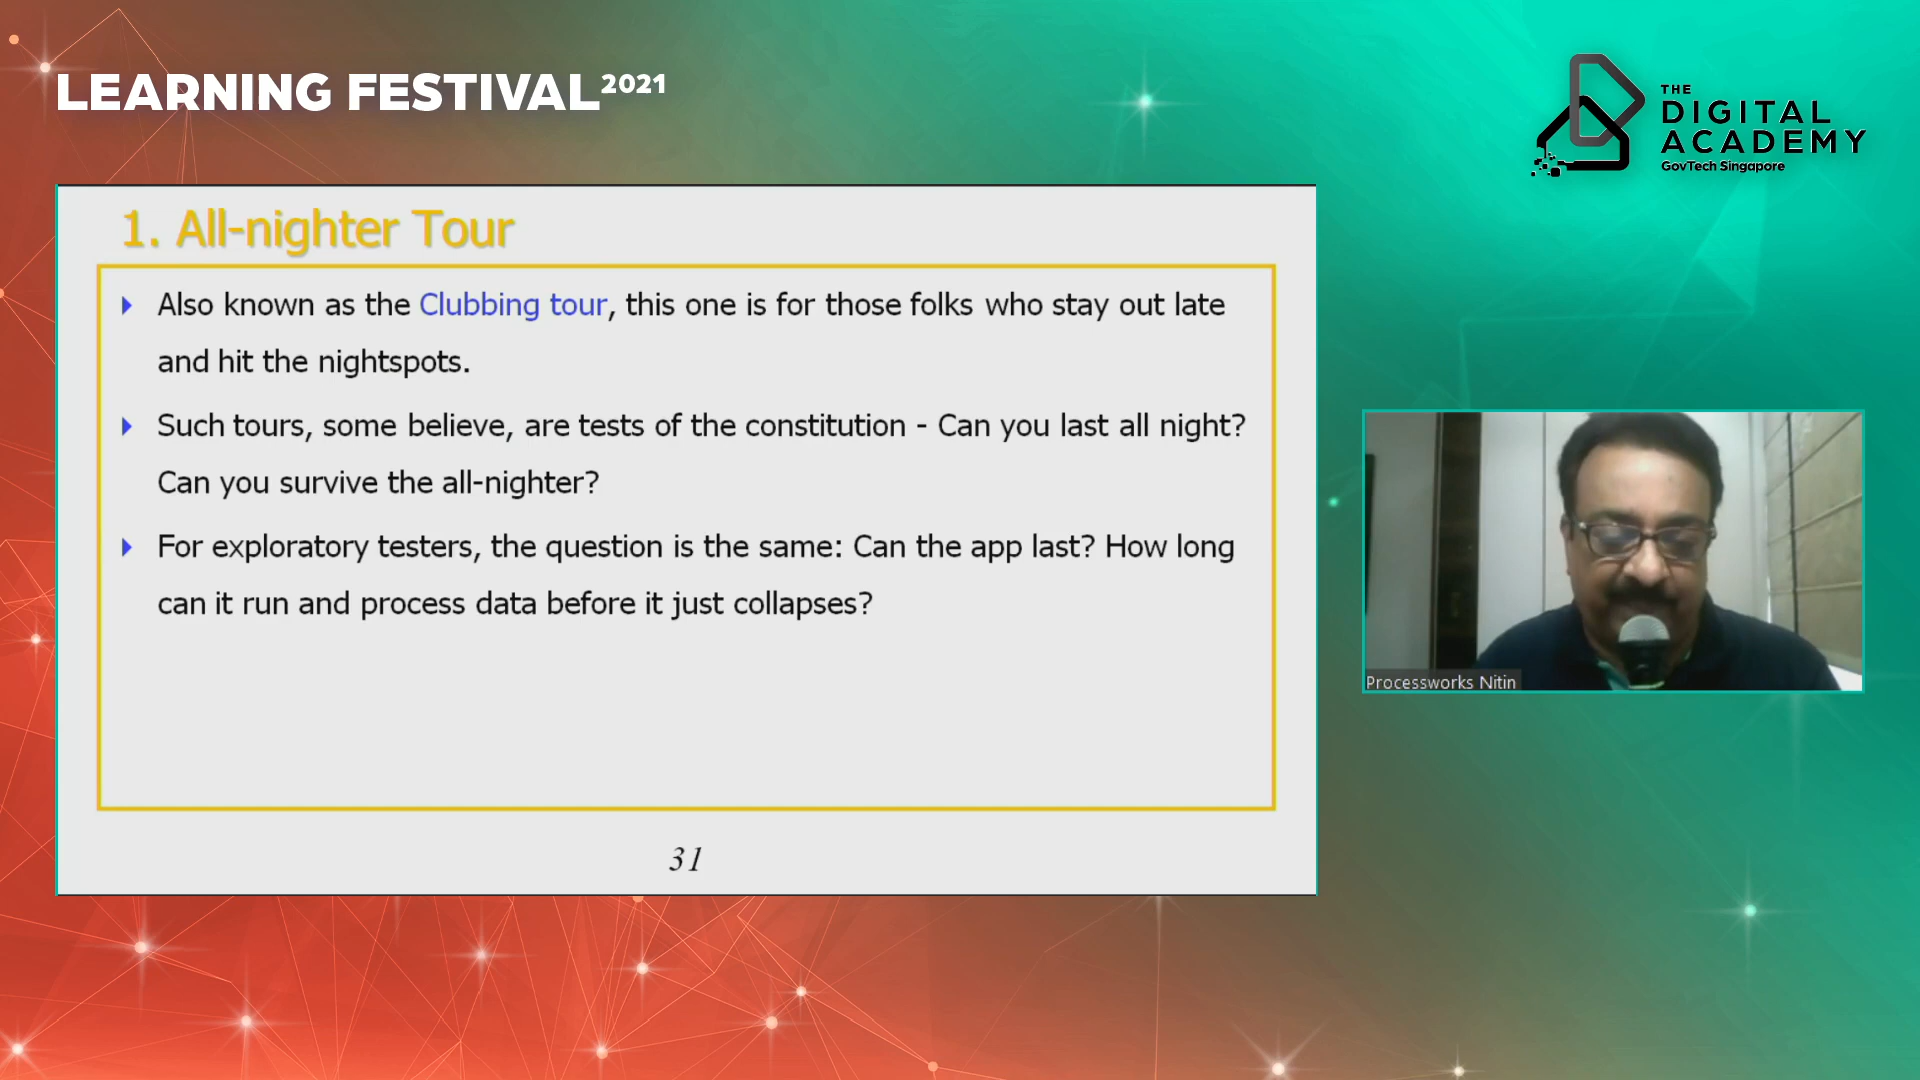 LEARNING FESTIVAL 2021
THE
DIGITAL
ACADEMY
GovTech Singapore
1. All-nighter Tour
Also known as the Clubbing tour, this one is for those folks who stay out late
and hit the nightspots.
Such tours, some believe, are tests of the constitution - Can you last all night?
Can you survive the all-nighter?
For exploratory testers, the question is the same: Can the app last? How long
can it run and process data before it just collapses?
31
Processworks Nitin